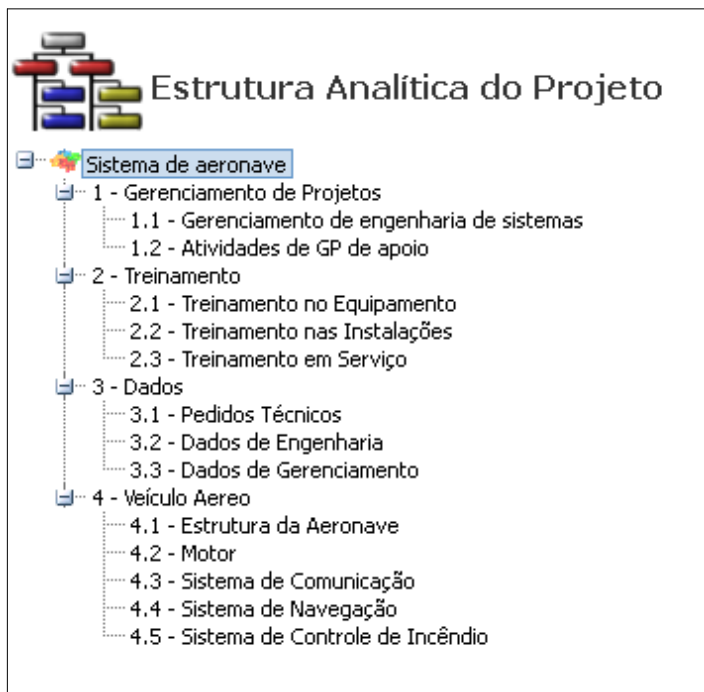 Estrutura Analítica do Projeto
Sistema de aeronave
1 - Gerenciamento de Projetos
1.1 - Gerenciamento de engenharia de sistemas
1.2 - Atividades de GP de apoio
2 - Treinamento
2.1 - Treinamento no Equipamento
2.2 - Treinamento nas Instalações
2.3 - Treinamento em Serviço
3 - Dados
3.1 - Pedidos Técnicos
3.2 - Dados de Engenharia
3.3 - Dados de Gerenciamento
4 - Veículo Aereo
4.1 - Estrutura da Aeronave
4.2 - Motor
4.3 - Sistema de Comunicação
4.4 - Sistema de Navegação
4.5 - Sistema de Controle de Incêndio